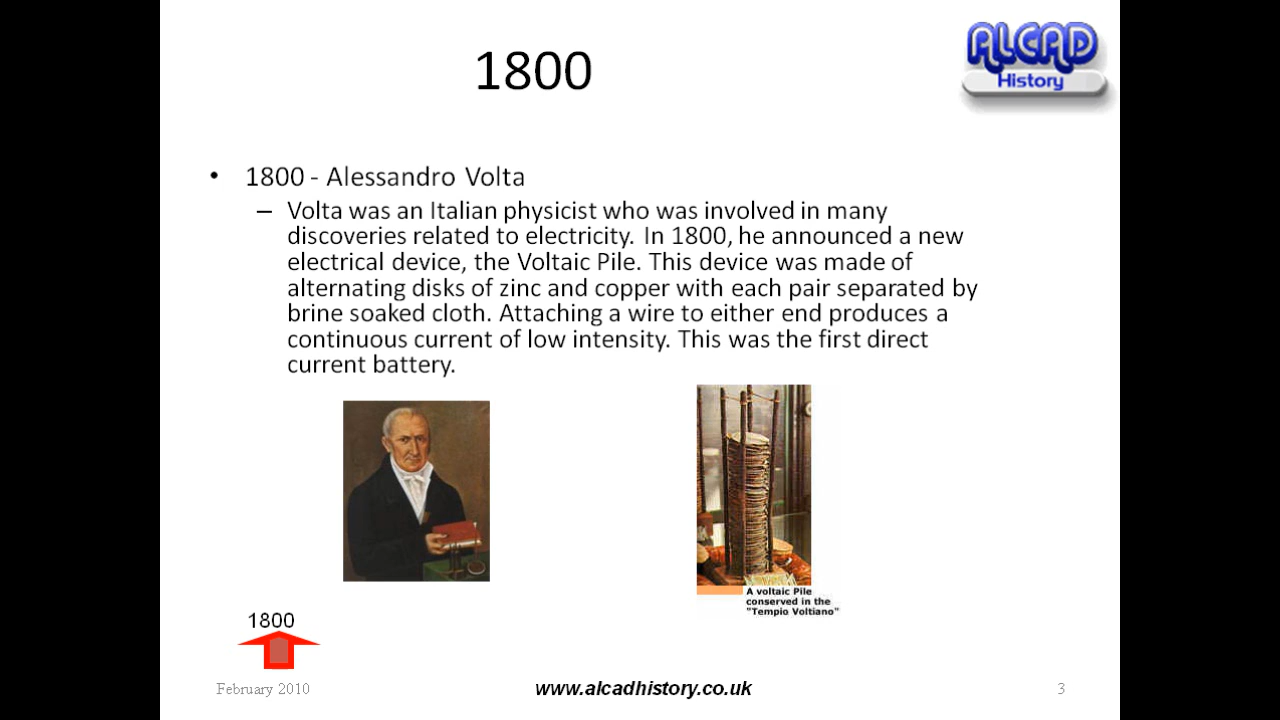 1800
ALCAD
History
• 1800 - Alessandro Volta
– Volta was an Italian physicist who was involved in many
discoveries related to electricity. In 1800, he announced a new
electrical device, the Voltaic Pile. This device was made of
alternating disks of zinc and copper with each pair separated by
brine soaked cloth. Attaching a wire to either end produces a
continuous current of low intensity. This was the first direct
current battery.
A voltaic Pile
conserved in the
"Tempio Voltiano"
1800
February 2010
www.alcadhistory.co.uk
3